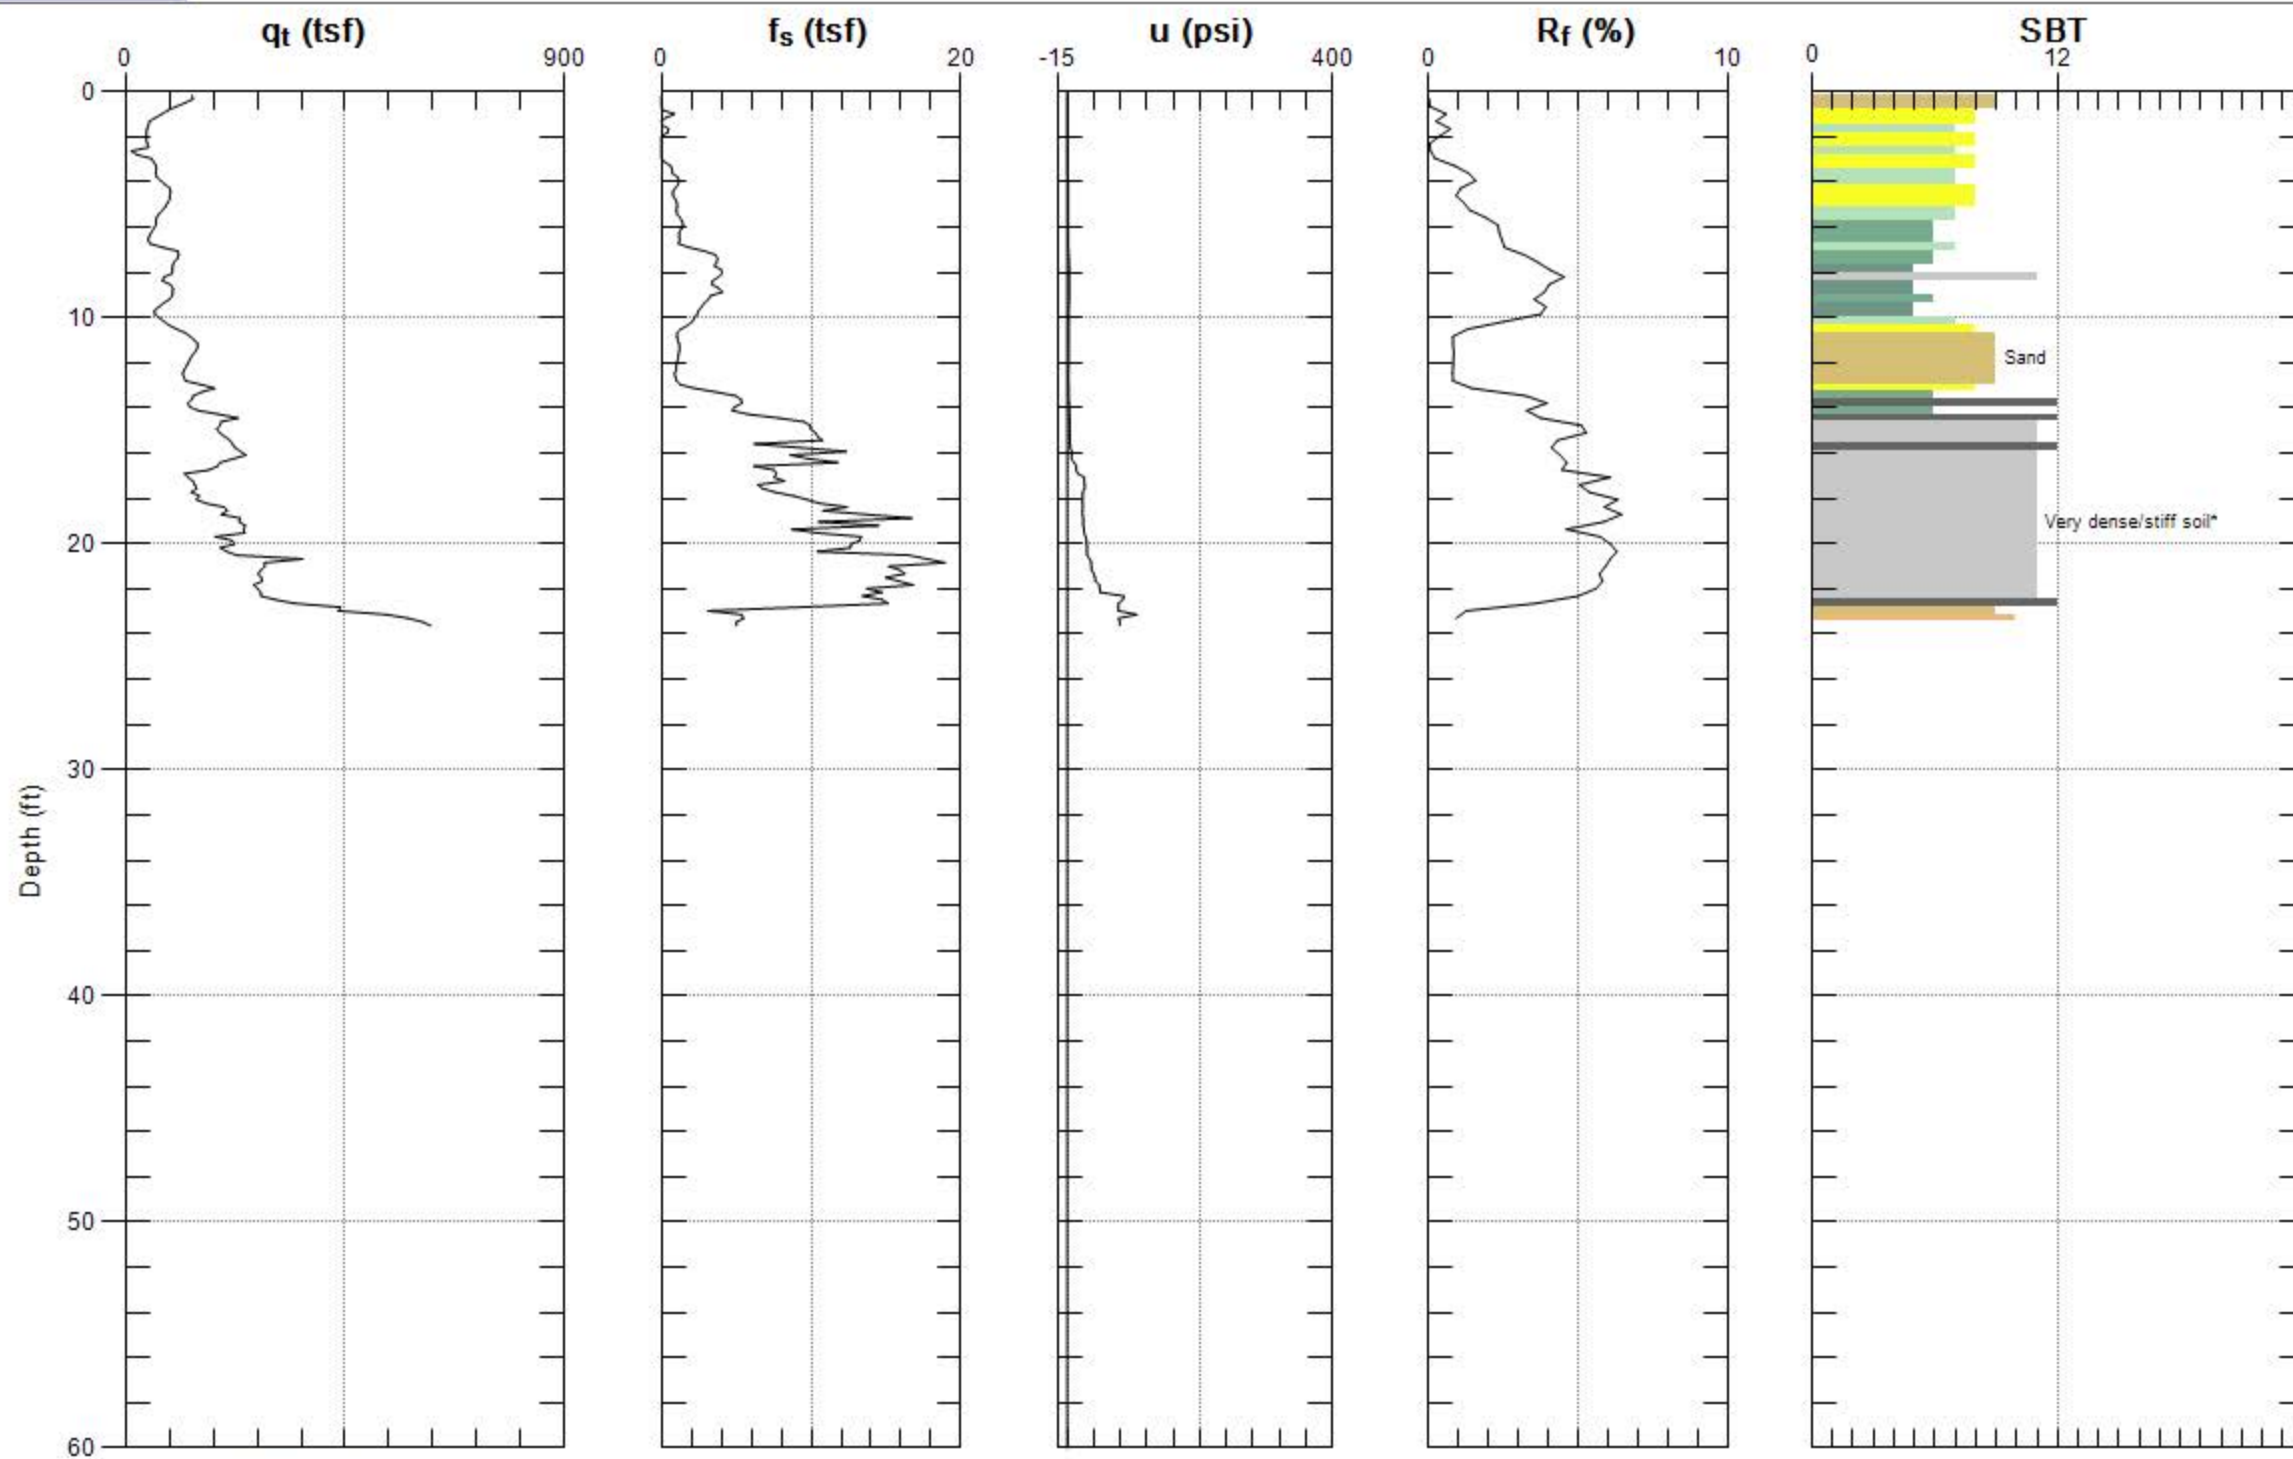 qt (tsf) fs (tsf) u (psi) Rf (%) SBT
0 900 0 20 -15 400 0 10 0 12
0
10
Sand
Very dense/stiff soil*
20
30
Depth (ft)
40
50
60